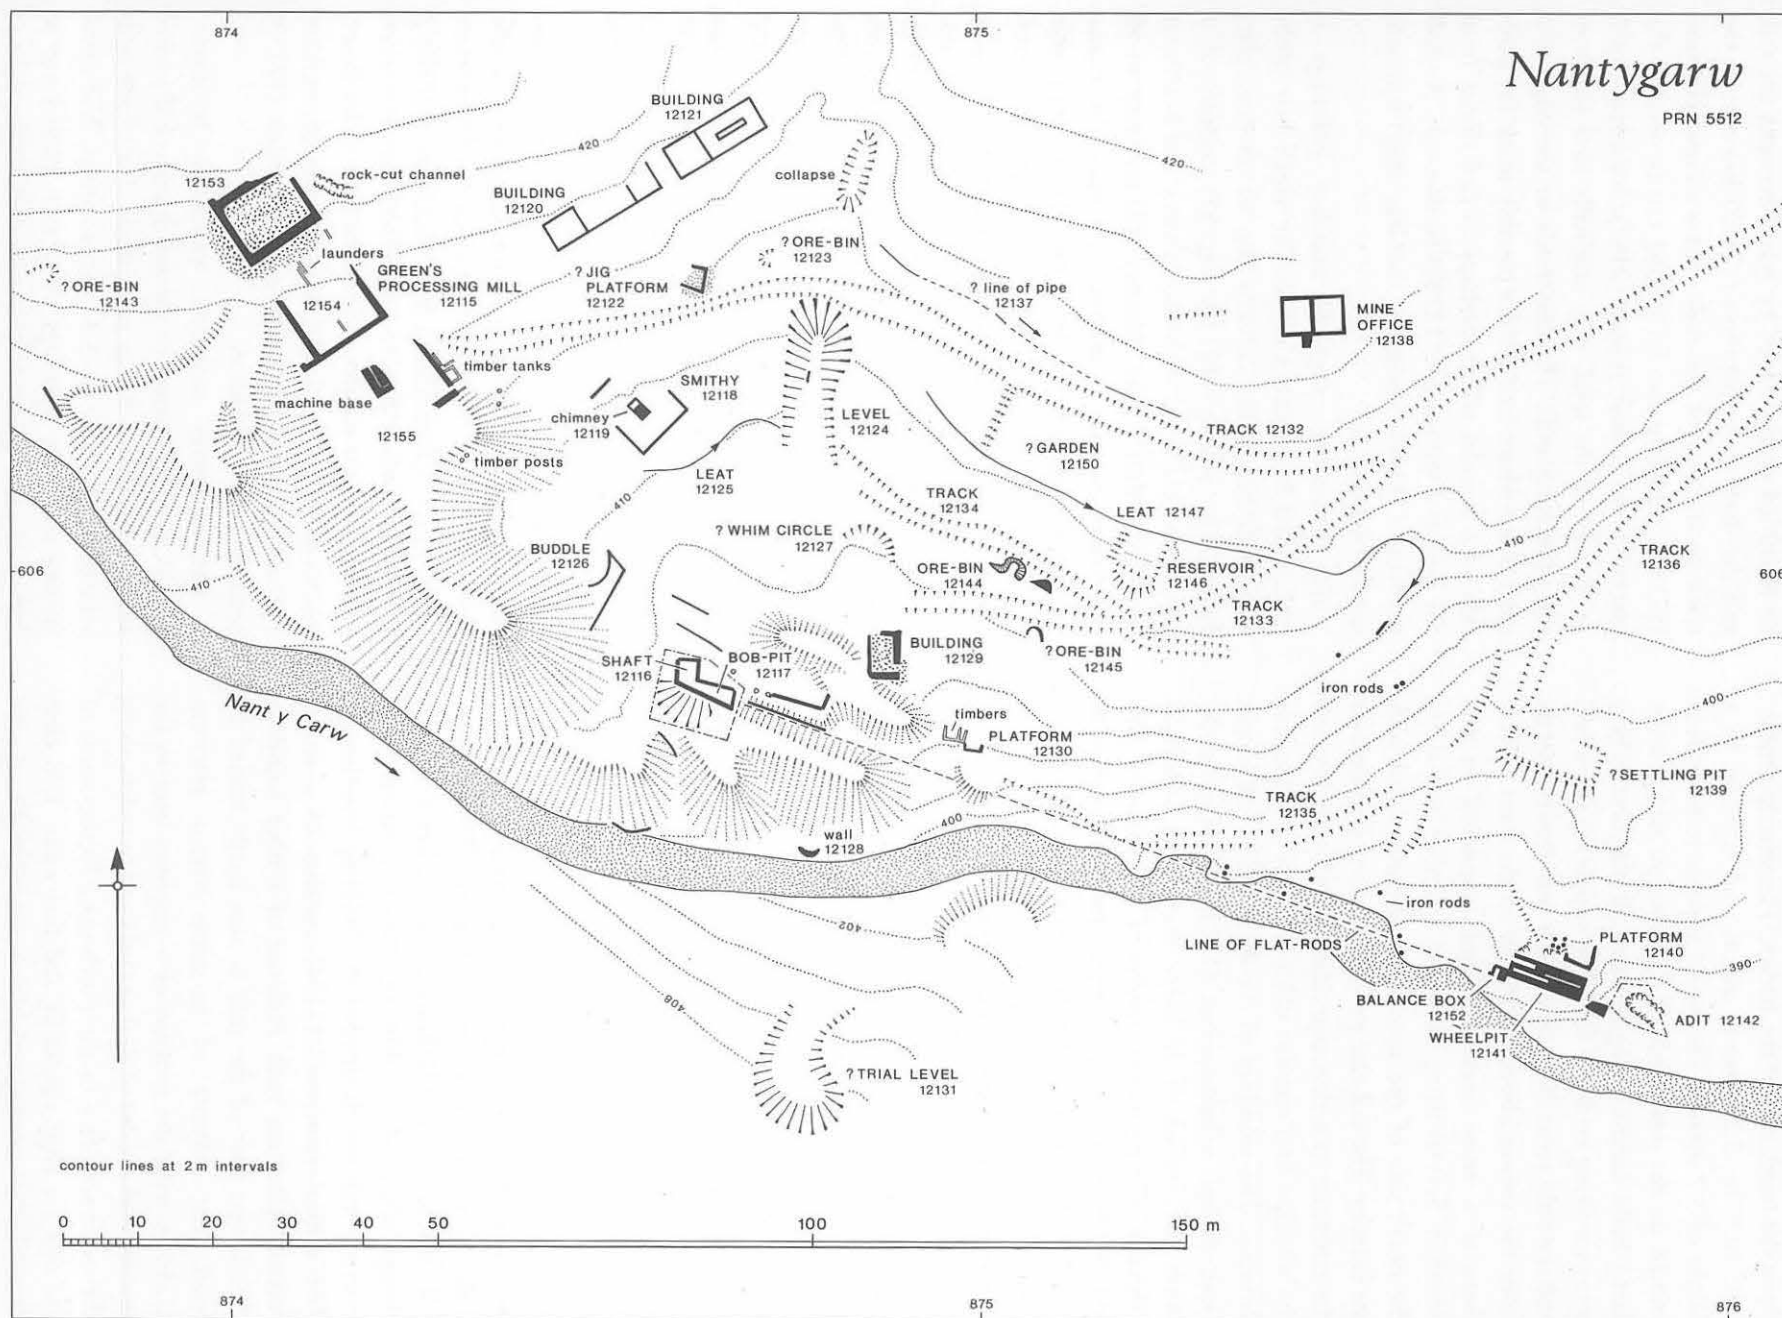 874
875
Nantygarw
PRN 5512
BUILDING
12121
420
420
12153
rock-cut channel
BUILDING
12120
collapse
launders
?ORE-BIN
12143
GREEN'S
PROCESSING MILL
12115
12154
?JIG
PLATFORM
12122
?ORE-BIN
12123
? line of pipe
12137
MINE
OFFICE
12138
timber tanks
machine base
12155
SMITHY
12118
chimney
12119
timber posts
LEAT
12125
LEVEL
12124
TRACK 12132
?GARDEN
12150
410
TRACK
12134
LEAT 12147
?WHIM CIRCLE
12127
BUDDLE
12126
ORE-BIN
12144
RESERVOIR
12146
410
TRACK
12136
606
606
410
TRACK
12133
SHAFT
12116
BOB-PIT
12117
BUILDING
12129
?ORE-BIN
12145
iron rods
400
Nant y Carw
timbers
PLATFORM
12130
?SETTLING PIT
12139
TRACK
12135
400
wall
12128
402
iron rods
LINE OF FLAT-RODS
PLATFORM
12140
390
408
BALANCE BOX
12152
WHEELPIT
12141
ADIT 12142
?TRIAL LEVEL
12131
contour lines at 2m intervals
0 10 20 30 40 50 100 150 m
874
875
876